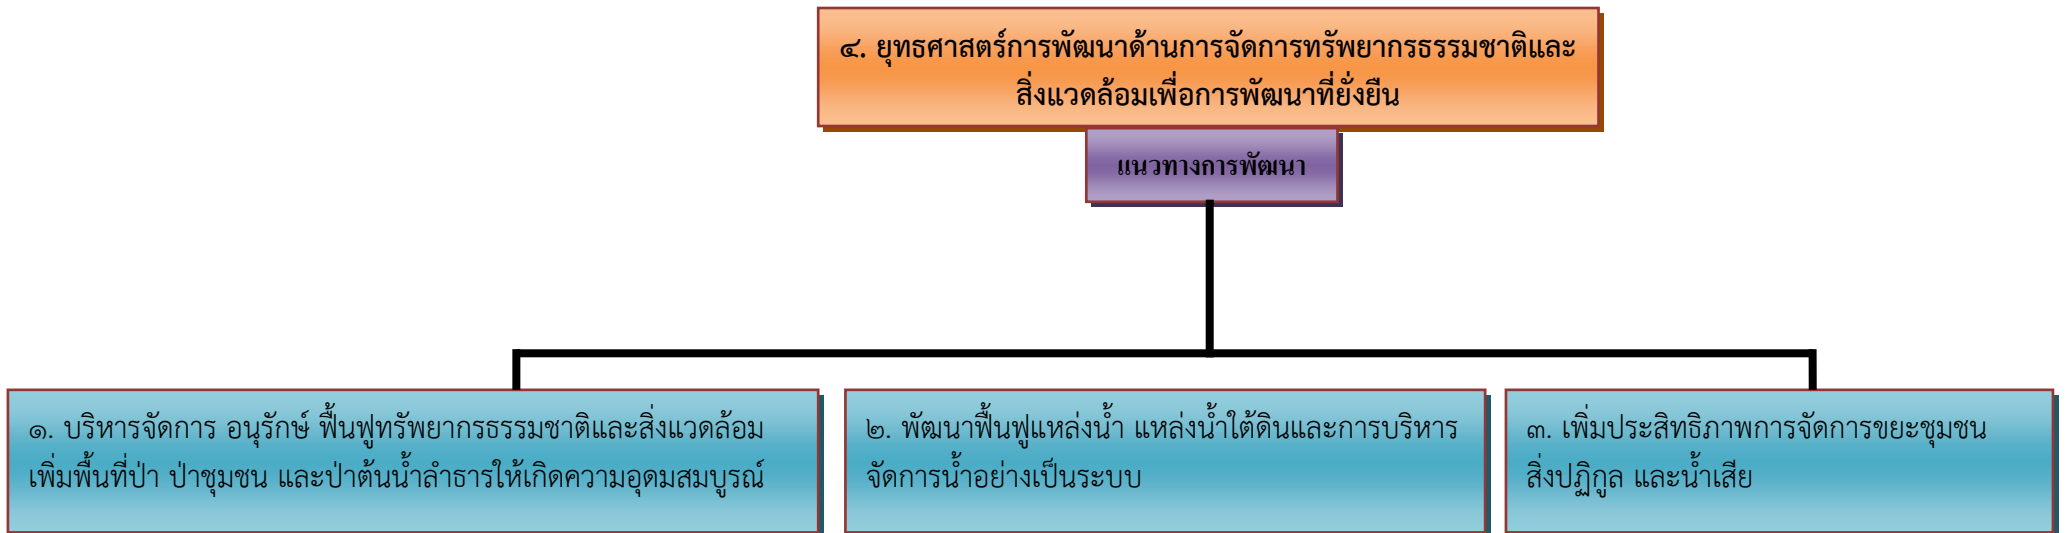 ๔. ยุทธศาสตร์การพัฒนาด้านการจัดการทรัพยากรธรรมชาติและ
สิ่งแวดล้อมเพื่อการพัฒนาที่ยั่งยืน
แนวทางการพัฒนา
๑. บริหารจัดการ อนุรักษ์ ฟื้นฟูทรัพยากรธรรมชาติและสิ่งแวดล้อม
เพิ่มพื้นที่ป่า ป่าชุมชน และป่าต้นน้ำลำธารให้เกิดความอุดมสมบูรณ์
๒. พัฒนาฟื้นฟูแหล่งน้ำ แหล่งน้ำใต้ดินและการบริหาร
จัดการน้ำอย่างเป็นระบบ
๓. เพิ่มประสิทธิภาพการจัดการขยะชุมชน
สิ่งปฏิกูล และน้ำเสีย